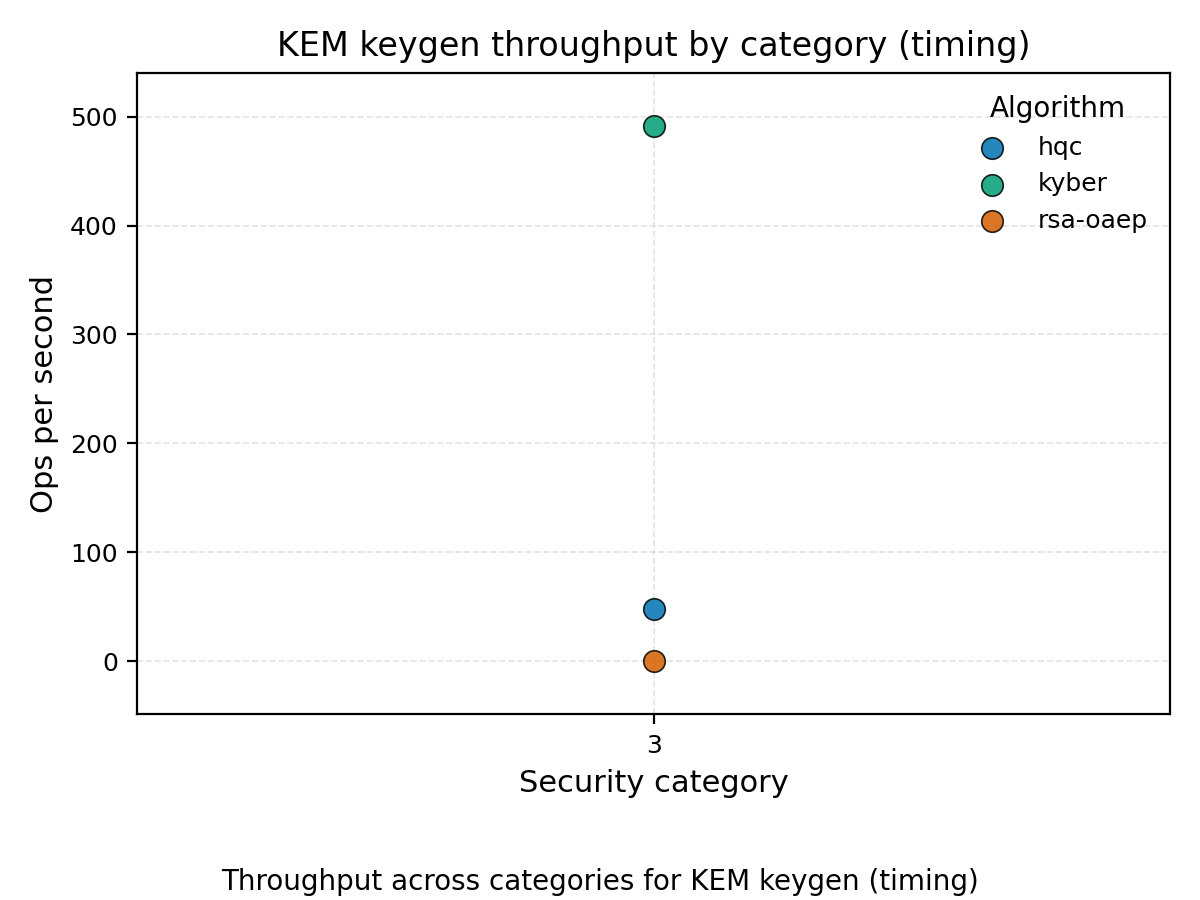 KEM keygen throughput by category (timing)
Algorithm
hqc
kyber
rsa-oaep
500
400
300
200
100
0
Ops per second
3
Security category
Throughput across categories for KEM keygen (timing)